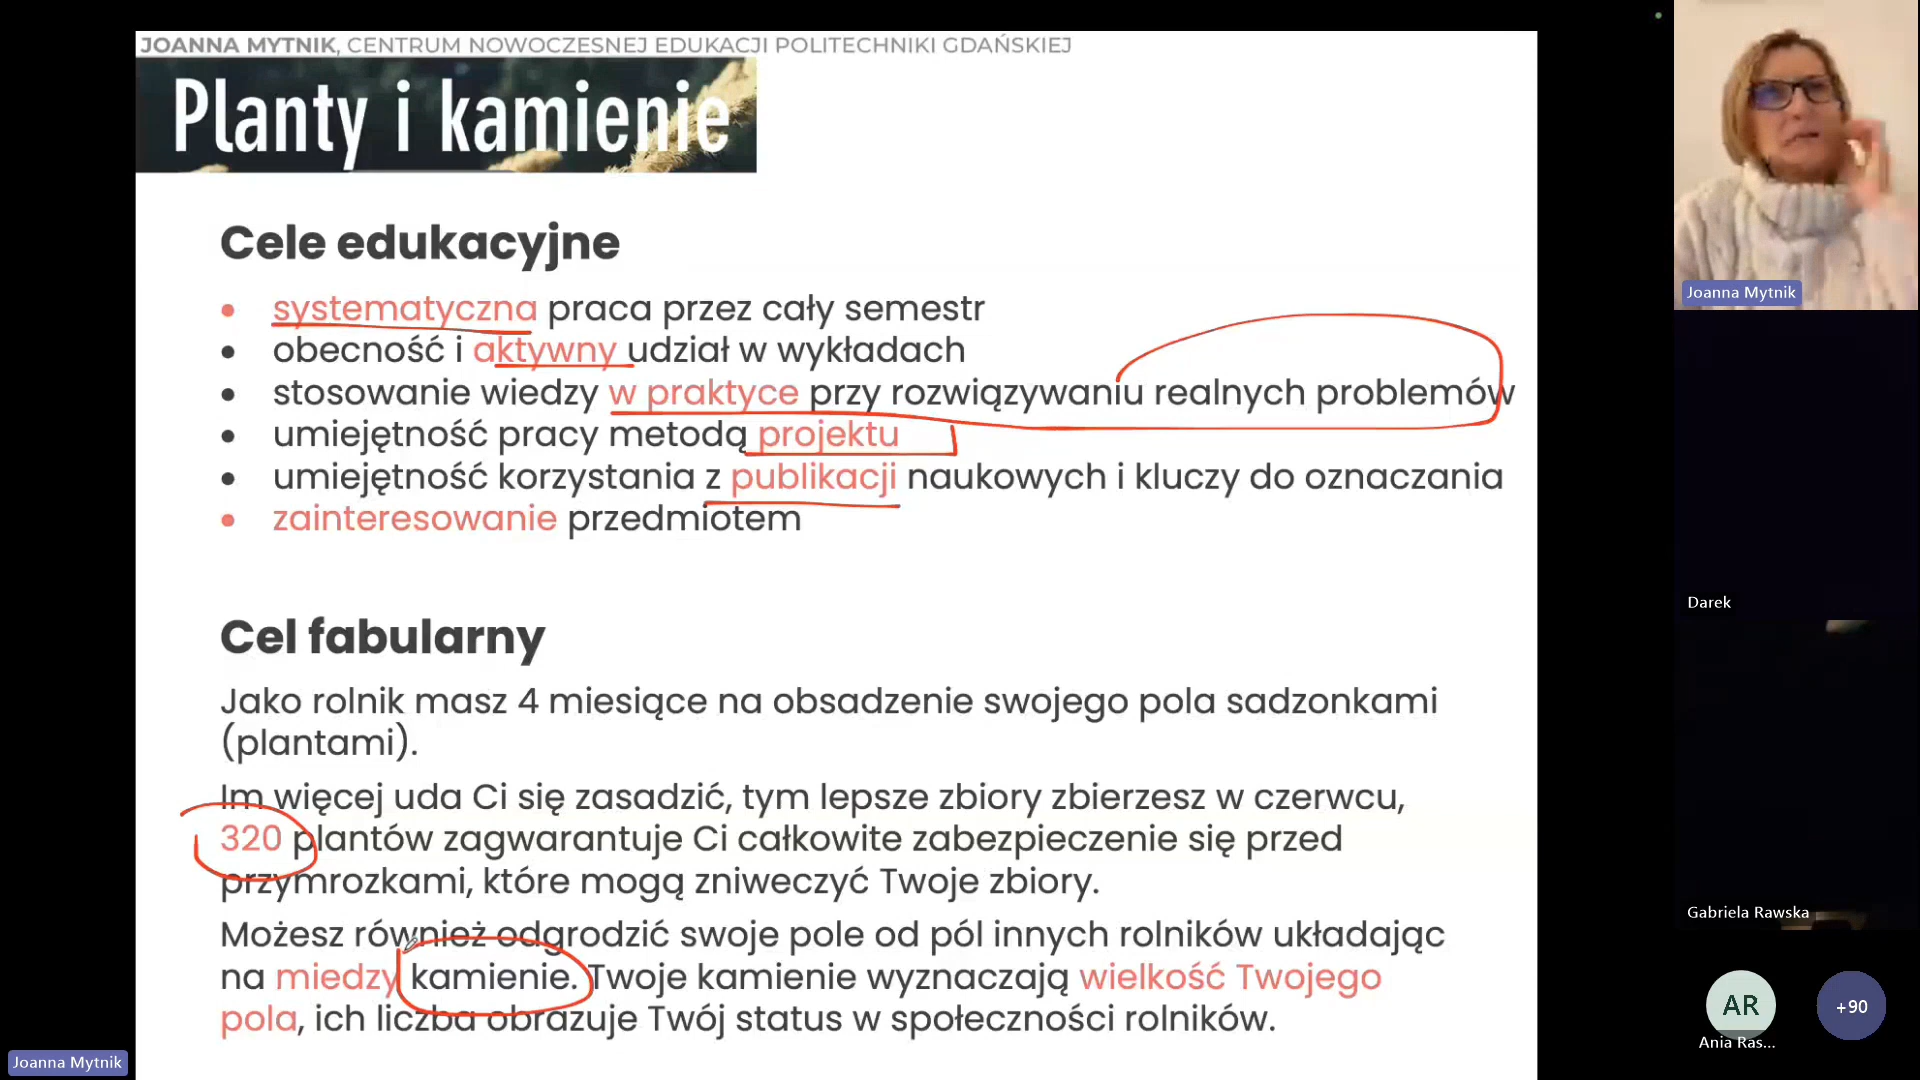 JOANNA MYTNIK, CENTRUM NOWOCZESNEJ EDUKACJI POLITECHNIKI GDAŃSKIEJ
Planty i kamienie
Cele edukacyjne
• systematyczna praca przez cały semestr
• obecność i aktywny udział w wykładach
• stosowanie wiedzy w praktyce przy rozwiązywaniu realnych problemów
• umiejętność pracy metodą projektu
• umiejętność korzystania z publikacji naukowych i kluczy do oznaczania
• zainteresowanie przedmiotem
Cel fabularny
Jako rolnik masz 4 miesiące na obsadzenie swojego pola sadzonkami
(plantami).
Im więcej uda Ci się zasadzić, tym lepsze zbiory zbierzesz w czerwcu,
320 plantów zagwarantuje Ci całkowite zabezpieczenie się przed
przymrozkami, które mogą zniweczyć Twoje zbiory.
Możesz również odgrodzić swoje pole od pól innych rolników układając
na miedzy kamienie. Twoje kamienie wyznaczają wielkość Twojego
pola, ich liczba obrazuje Twój status w społeczności rolników.
Joanna Mytnik
Joanna Mytnik
Darek
Gabriela Rawska
AR
Ania Ras...
+90